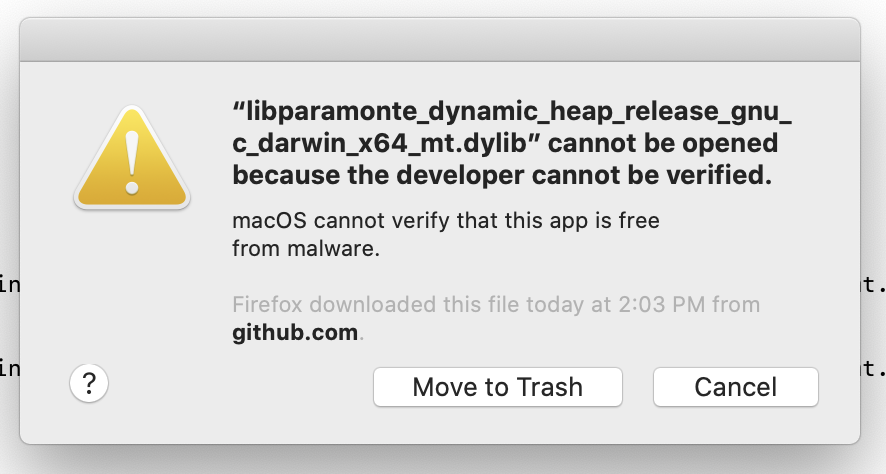 “libparamonte_dynamic_heap_release_gnu_
c_darwin_x64_mt.dylib” cannot be opened
because the developer cannot be verified.
macOS cannot verify that this app is free
from malware.
in
t.
Firefox downloaded this file today at 2:03 PM from
github.com.
in
t.
?
Move to Trash
Cancel